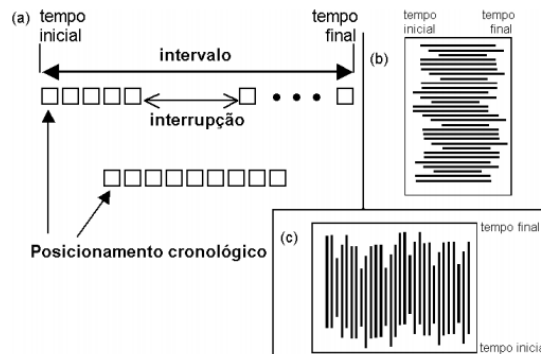 (a)
tempo
inicial
tempo
final
intervalo
interrupção
Posicionamento cronológico
tempo
inicial
tempo
final
(b)
(c)
tempo final
tempo inicial